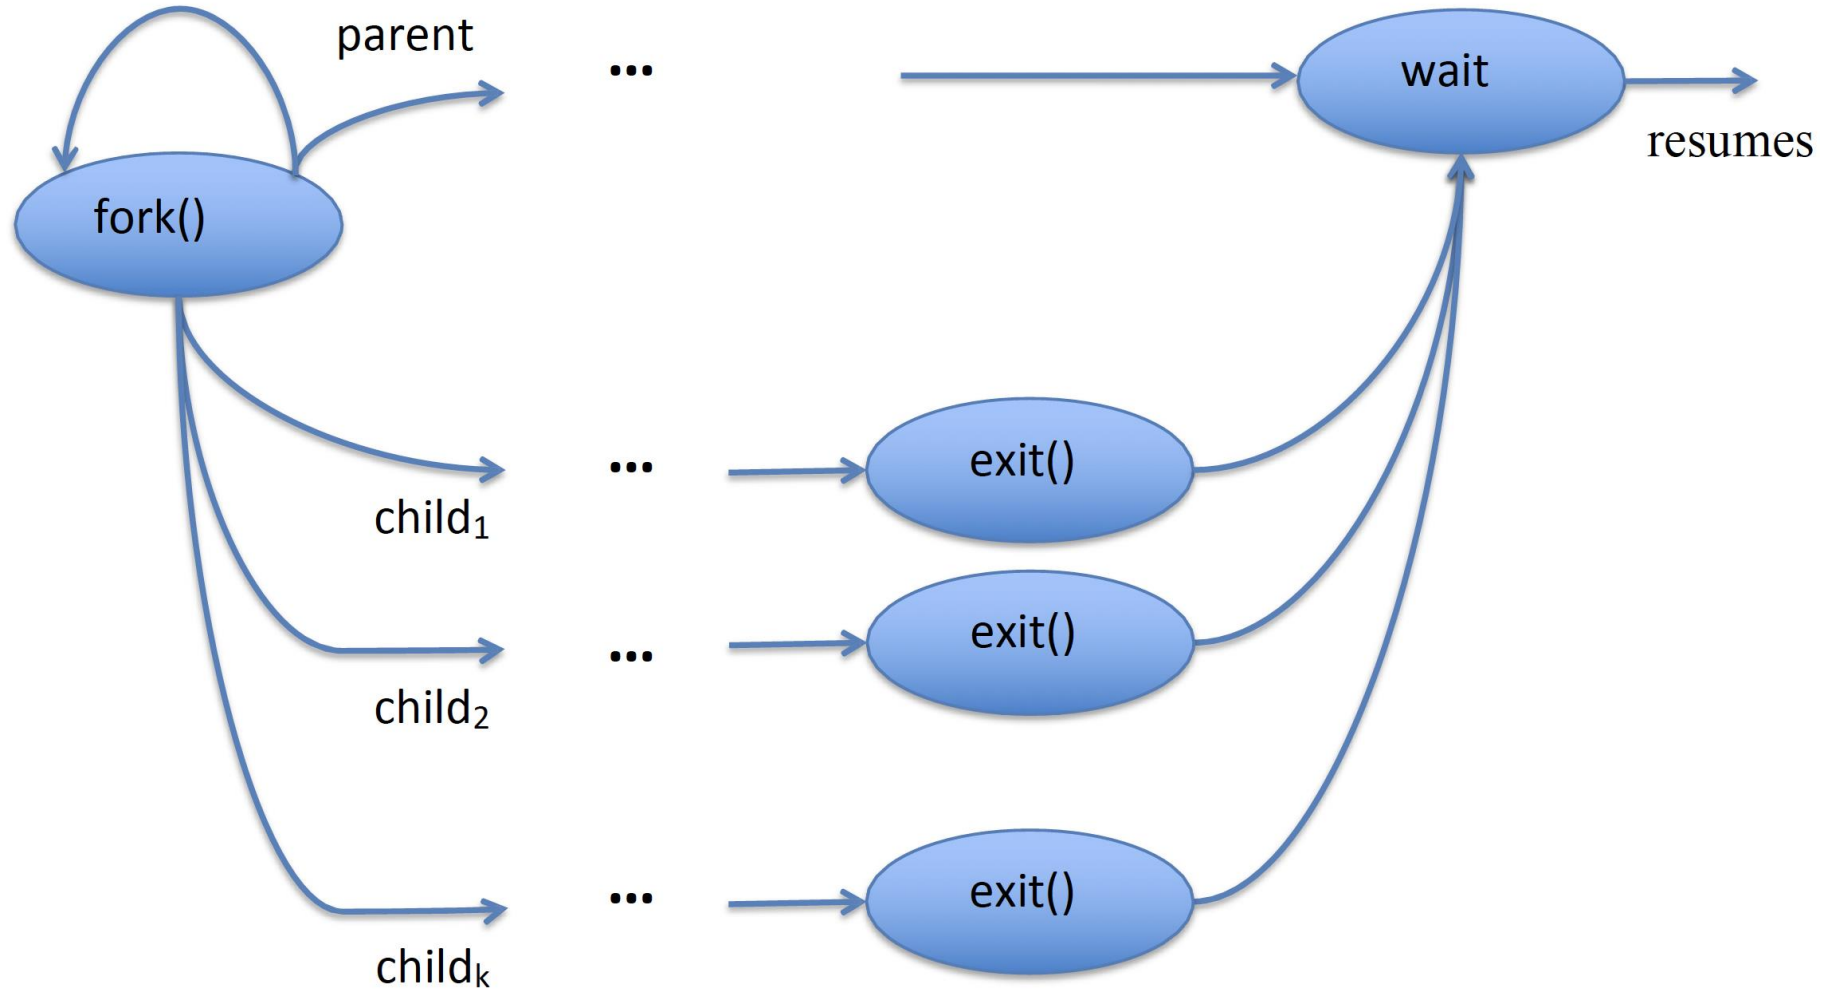 parent
...
wait
resumes
fork()
...
exit()
child₁
...
exit()
child₂
...
exit()
childₖ